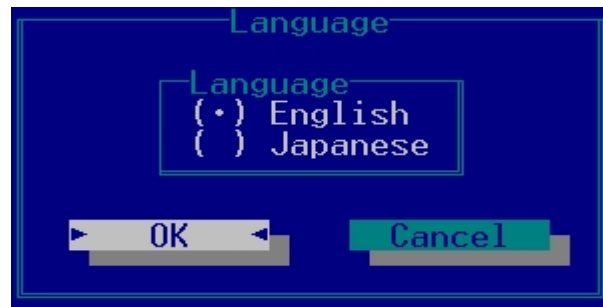 Language
Language
(•) English
( ) Japanese
► OK ◄
Cancel